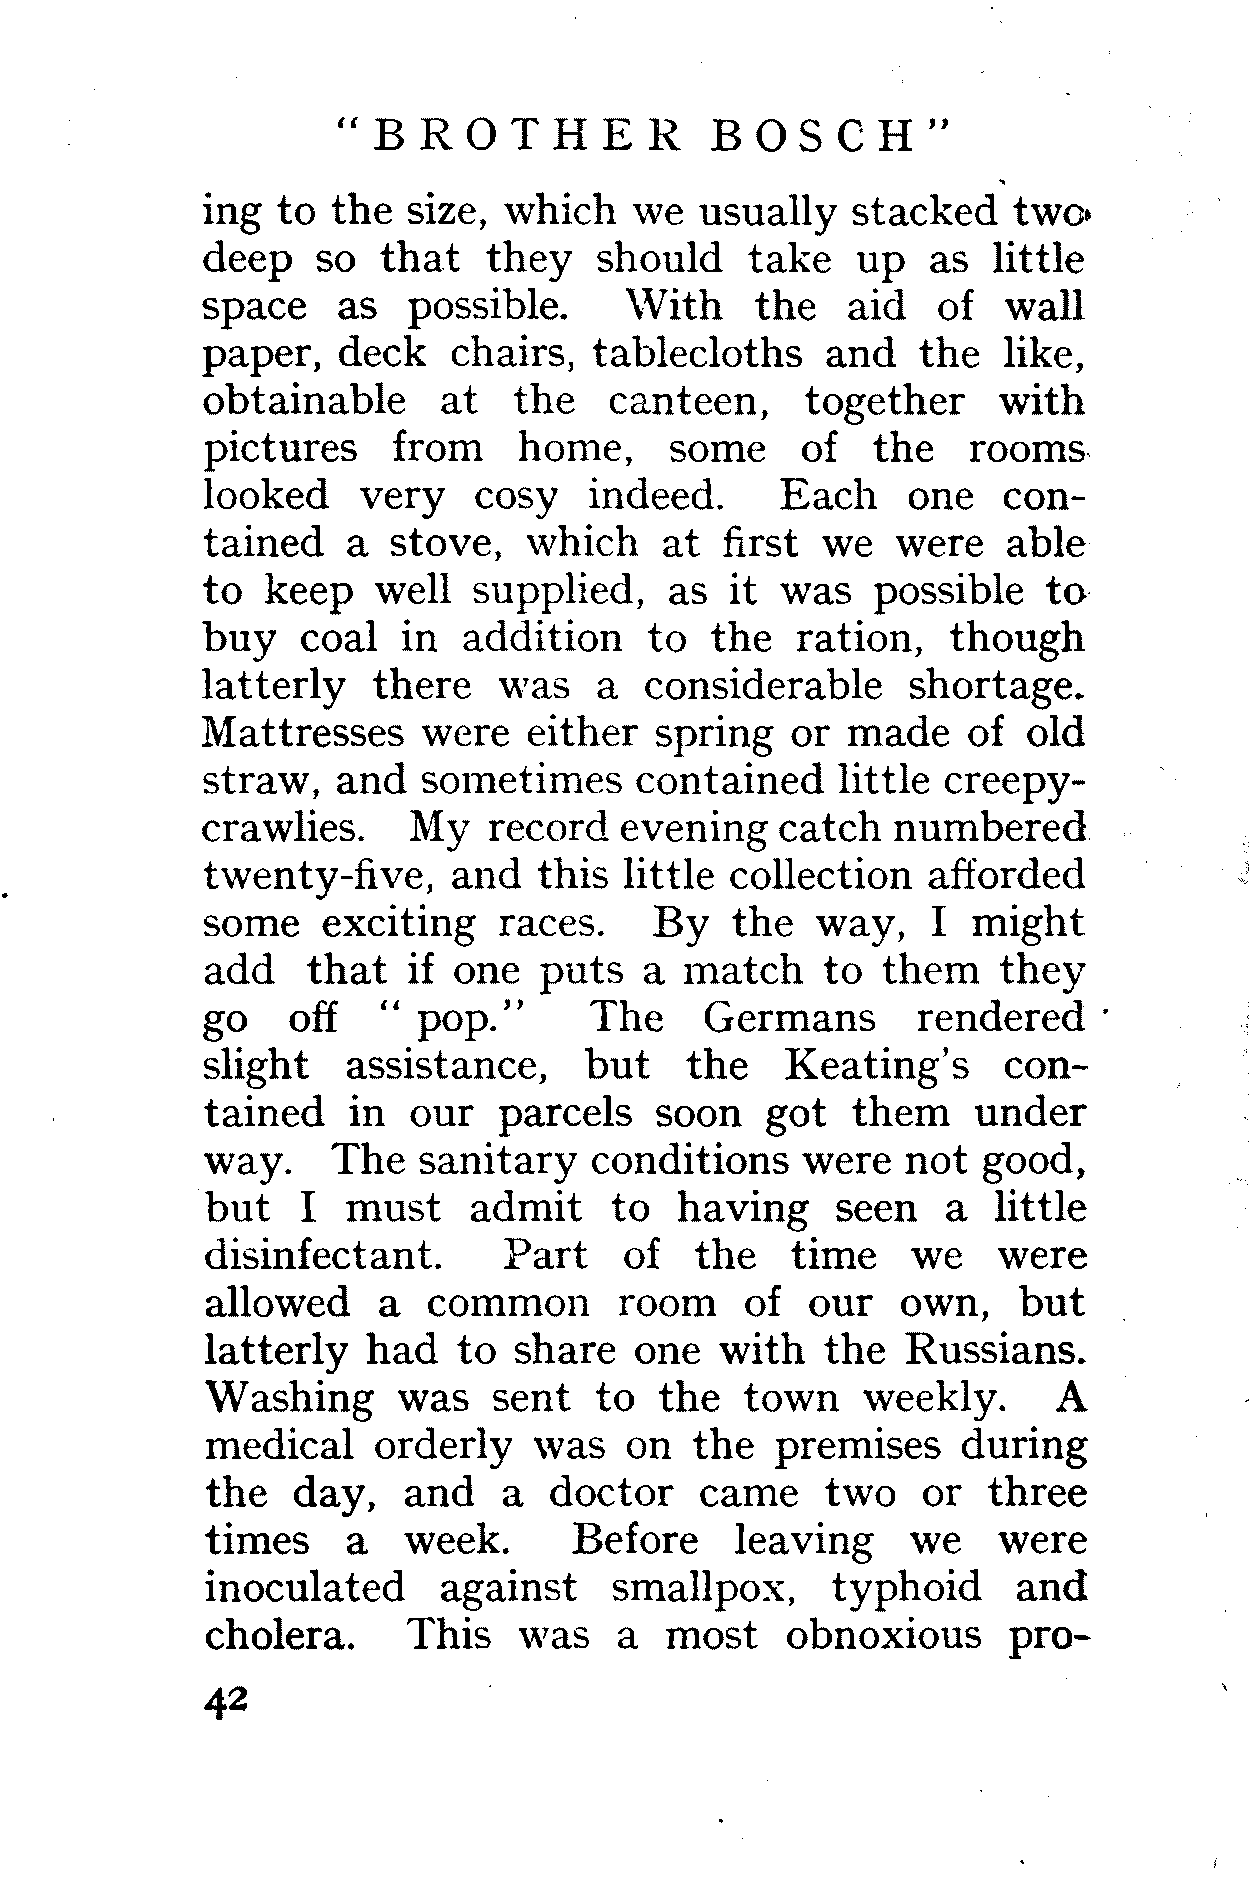 "BROTHER BOSCH"
ing to the size, which we usually stacked two
deep so that they should take up as little
space as possible. With the aid of wall
paper, deck chairs, tablecloths and the like,
obtainable at the canteen, together with
pictures from home, some of the rooms
looked very cosy indeed. Each one con-
tained a stove, which at first we were able
to keep well supplied, as it was possible to
buy coal in addition to the ration, though
latterly there was a considerable shortage.
Mattresses were either spring or made of old
straw, and sometimes contained little creepy-
crawlies. My record evening catch numbered
twenty-five, and this little collection afforded
some exciting races. By the way, I might
add that if one puts a match to them they
go off " pop." The Germans rendered
slight assistance, but the Keating's con-
tained in our parcels soon got them under
way. The sanitary conditions were not good,
but I must admit to having seen a little
disinfectant. Part of the time we were
allowed a common room of our own, but
latterly had to share one with the Russians.
Washing was sent to the town weekly. A
medical orderly was on the premises during
the day, and a doctor came two or three
times a week. Before leaving we were
inoculated against smallpox, typhoid and
cholera. This was a most obnoxious pro-
42